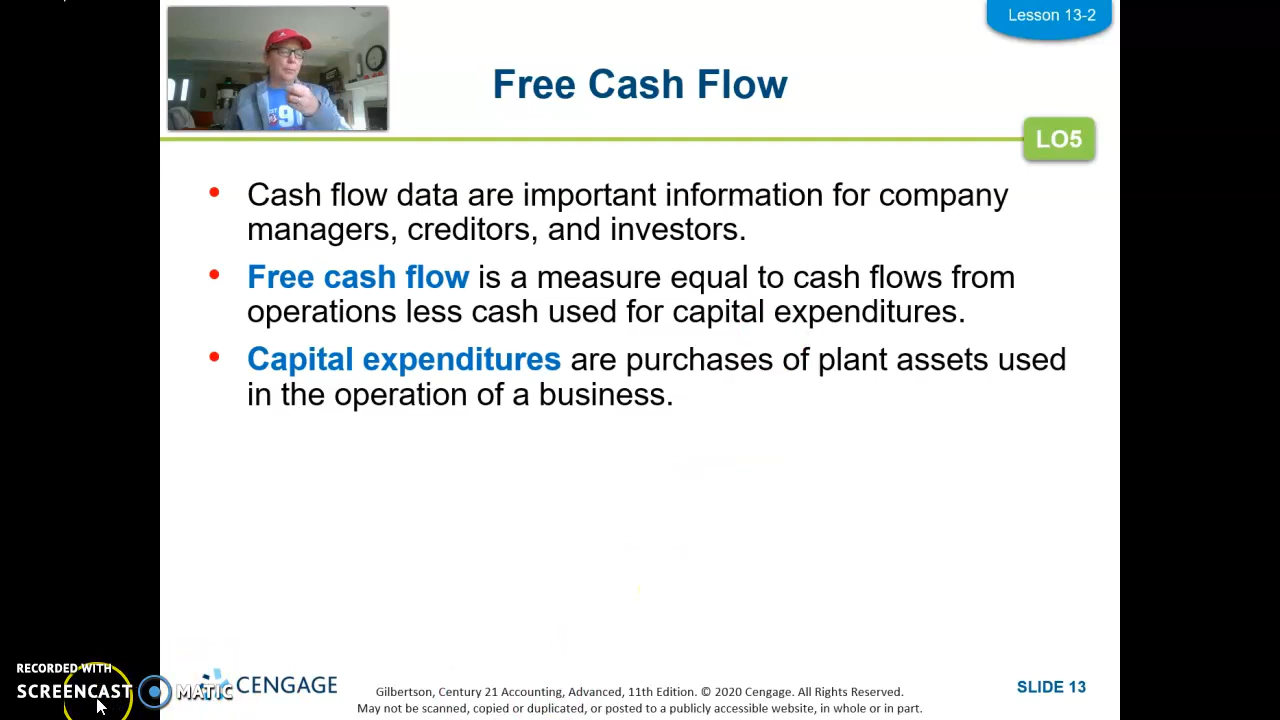 Lesson 13-2
Free Cash Flow
LO5
• Cash flow data are important information for company
managers, creditors, and investors.
• Free cash flow is a measure equal to cash flows from
operations less cash used for capital expenditures.
• Capital expenditures are purchases of plant assets used
in the operation of a business.
RECORDED WITH
SCREENCAST MATIC
CENGAGE
Gilbertson, Century 21 Accounting, Advanced, 11th Edition. © 2020 Cengage. All Rights Reserved.
May not be scanned, copied or duplicated, or posted to a publicly accessible website, in whole or in part.
SLIDE 13